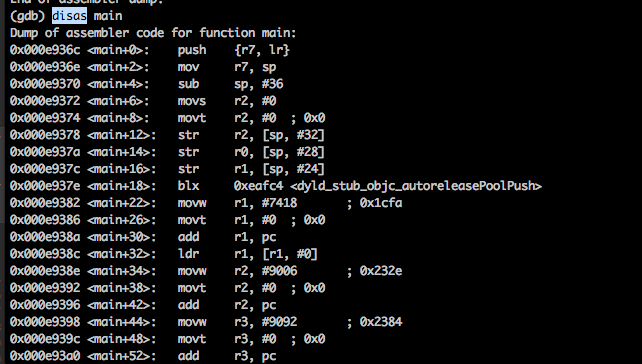 End of assembler dump.
(gdb) disas main
Dump of assembler code for function main:
0x000e936c <main+0>: push {r7, lr}
0x000e936e <main+2>: mov r7, sp
0x000e9370 <main+4>: sub sp, #36
0x000e9372 <main+6>: movs r2, #0
0x000e9374 <main+8>: movt r2, #0 ; 0x0
0x000e9378 <main+12>: str r2, [sp, #32]
0x000e937a <main+14>: str r0, [sp, #28]
0x000e937c <main+16>: str r1, [sp, #24]
0x000e937e <main+18>: blx 0xeafc4 <dyld_stub_objc_autoreleasePoolPush>
0x000e9382 <main+22>: movw r1, #7418 ; 0x1cfa
0x000e9386 <main+26>: movt r1, #0 ; 0x0
0x000e938a <main+30>: add r1, pc
0x000e938c <main+32>: ldr r1, [r1, #0]
0x000e938e <main+34>: movw r2, #9006 ; 0x232e
0x000e9392 <main+38>: movt r2, #0 ; 0x0
0x000e9396 <main+42>: add r2, pc
0x000e9398 <main+44>: movw r3, #9092 ; 0x2384
0x000e939c <main+48>: movt r3, #0 ; 0x0
0x000e93a0 <main+52>: add r3, pc